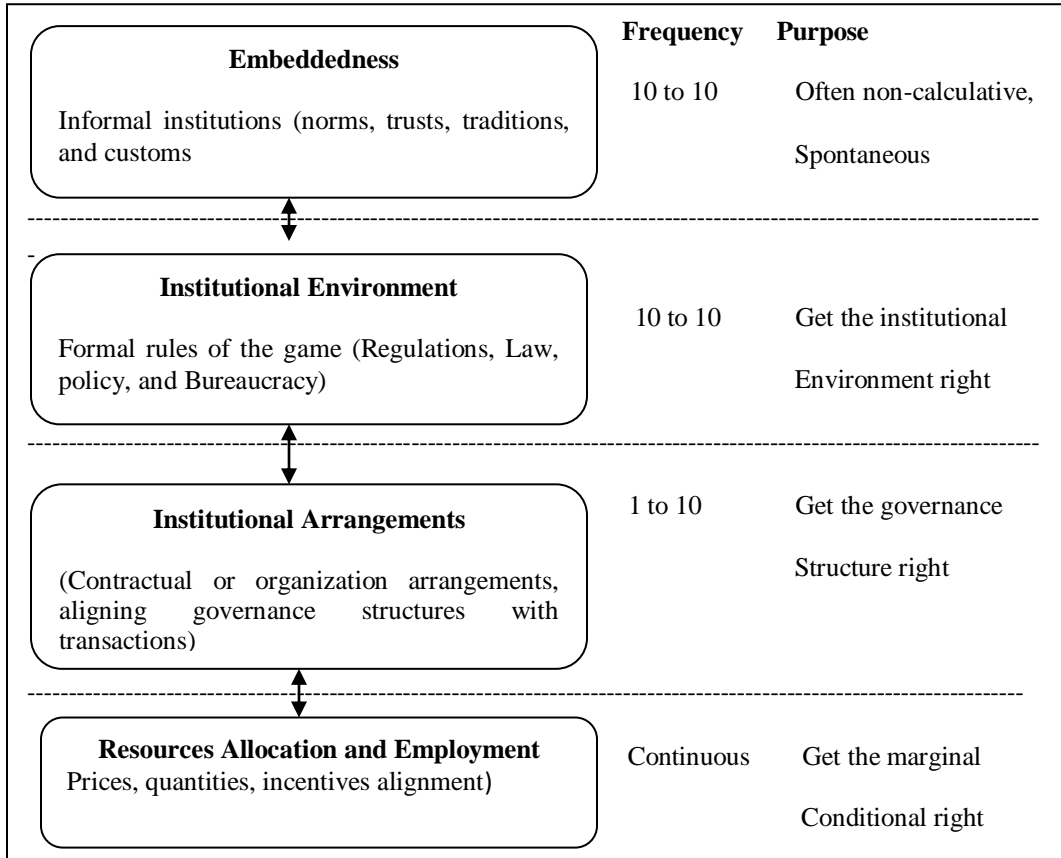 Frequency Purpose
Embeddedness
Informal institutions (norms, trusts, traditions,
and customs
10 to 10 Often non-calculative,
Spontaneous
Institutional Environment
Formal rules of the game (Regulations, Law,
policy, and Bureaucracy)
10 to 10 Get the institutional
Environment right
Institutional Arrangements
(Contractual or organization arrangements,
aligning governance structures with
transactions)
1 to 10 Get the governance
Structure right
Resources Allocation and Employment
Prices, quantities, incentives alignment)
Continuous Get the marginal
Conditional right